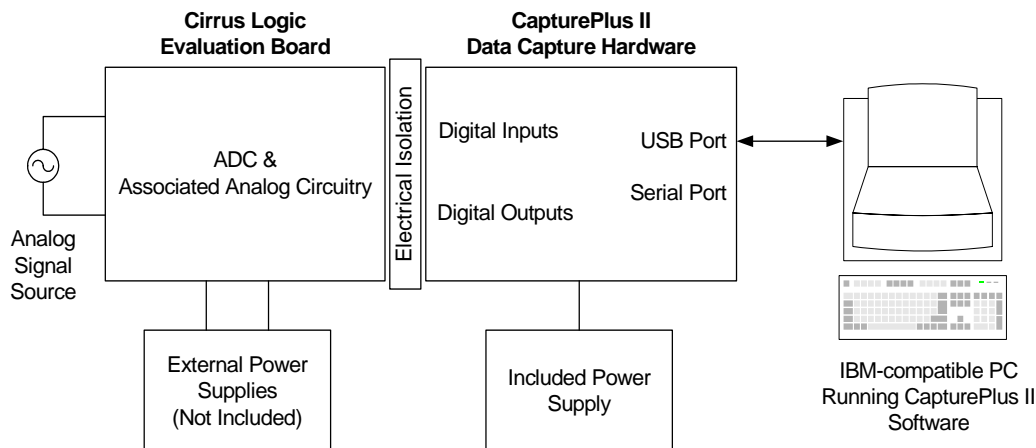 Cirrus Logic
Evaluation Board
CapturePlus II
Data Capture Hardware
Analog
Signal
Source
ADC &
Associated Analog Circuitry
Electrical Isolation
Digital Inputs
Digital Outputs
USB Port
Serial Port
External Power
Supplies
(Not Included)
Included Power
Supply
IBM-compatible PC
Running CapturePlus II
Software